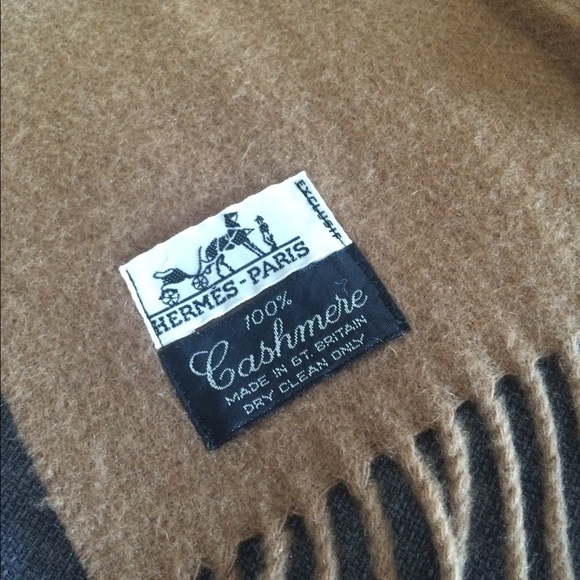 HERMÈS-PARIS
EXCLUSIF
100%
Cashmere
MADE IN GT. BRITAIN
DRY CLEAN ONLY